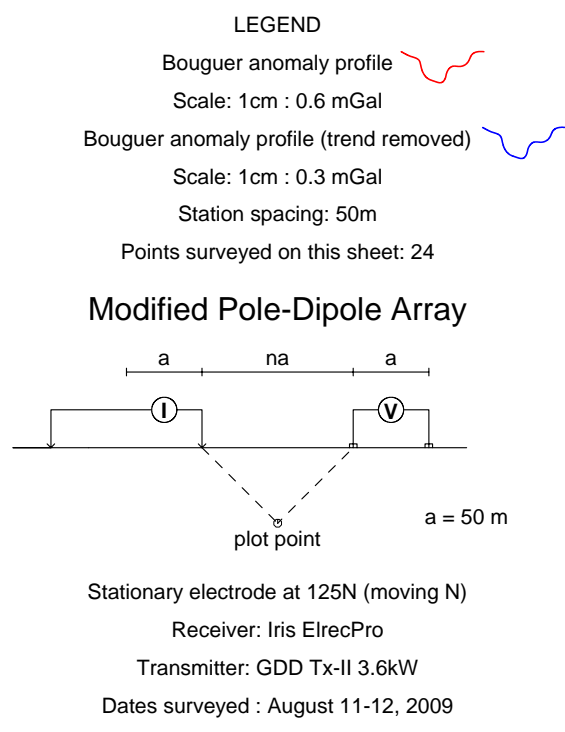 LEGEND
Bouguer anomaly profile
Scale: 1cm : 0.6 mGal
Bouguer anomaly profile (trend removed)
Scale: 1cm : 0.3 mGal
Station spacing: 50m
Points surveyed on this sheet: 24
Modified Pole-Dipole Array
a na a
I V
a = 50 m
plot point
Stationary electrode at 125N (moving N)
Receiver: Iris ElrecPro
Transmitter: GDD Tx-II 3.6kW
Dates surveyed : August 11-12, 2009